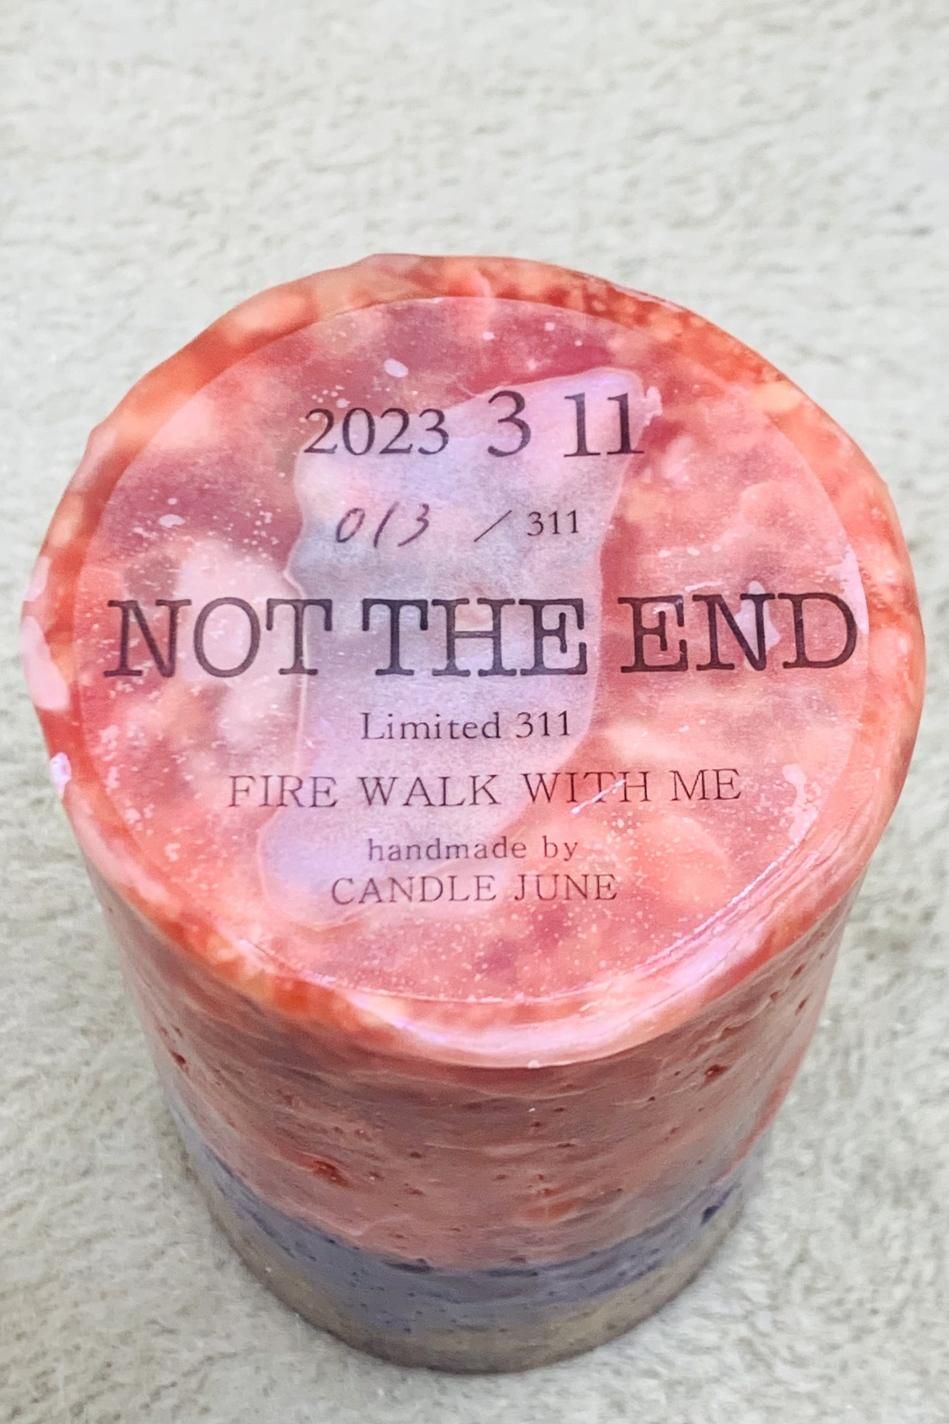 2023 3 11
013 / 311
NOT THE END
Limited 311
FIRE WALK WITH ME
handmade by
CANDLE JUNE